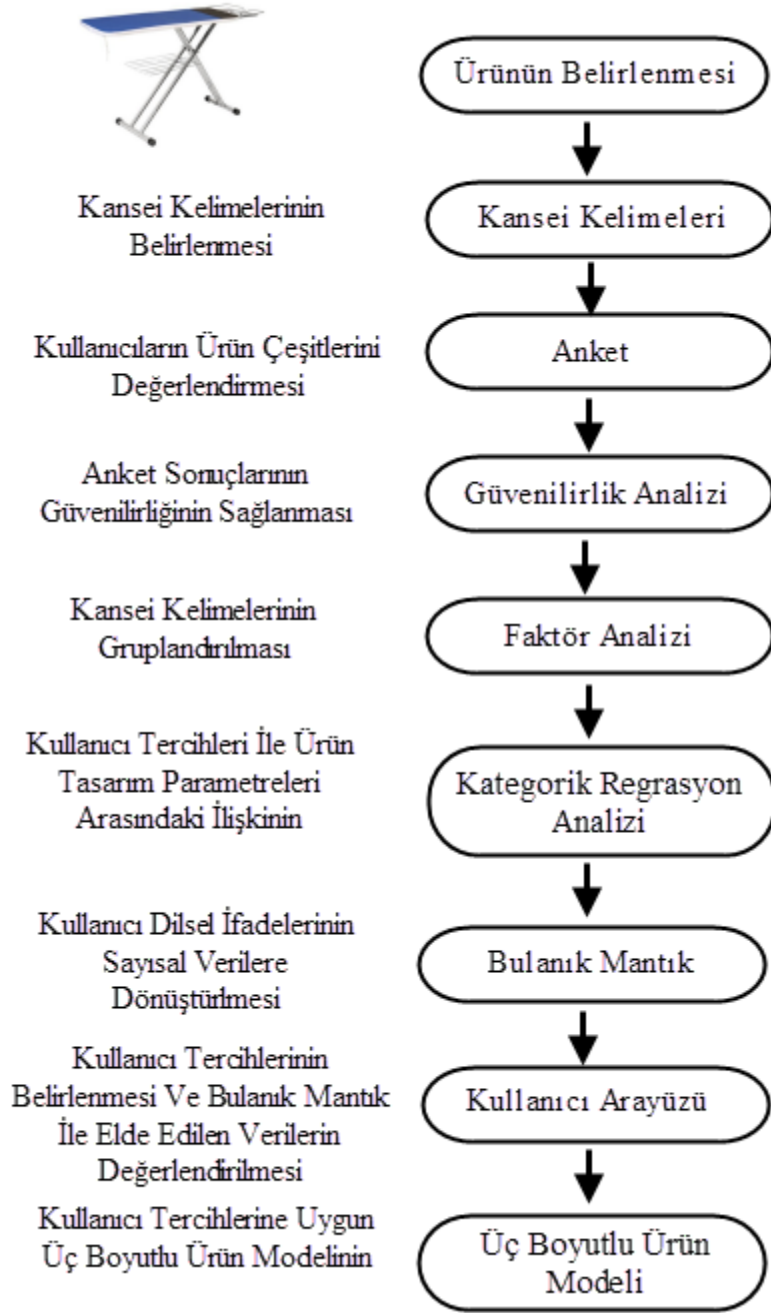 Ürünün Belirlenmesi
Kansei Kelimelerinin
Belirlenmesi
Kansei Kelimeleri
Kullanıcıların Ürün Çeşitlerini
Değerlendirmesi
Anket
Anket Sonuçlarının
Güvenilirliğinin Sağlanması
Güvenilirlik Analizi
Kansei Kelimelerinin
Gruplandırılması
Faktör Analizi
Kullanıcı Tercihleri İle Ürün
Tasarım Parametreleri
Arasındaki İlişkinin
Kategorik Regrasyon
Analizi
Kullanıcı Dilsel İfadelerinin
Sayısal Verilere
Dönüştürlmesi
Bulanık Mantık
Kullanıcı Tercihlerinin
Belirlenmesi Ve Bulanık Mantık
İle Elde Edilen Verilerin
Değerlendirilmesi
Kullanıcı Arayüzü
Kullanıcı Tercihlerine Uygun
Üç Boyutlu Ürün Modelinin
Üç Boyutlu Ürün
Modeli